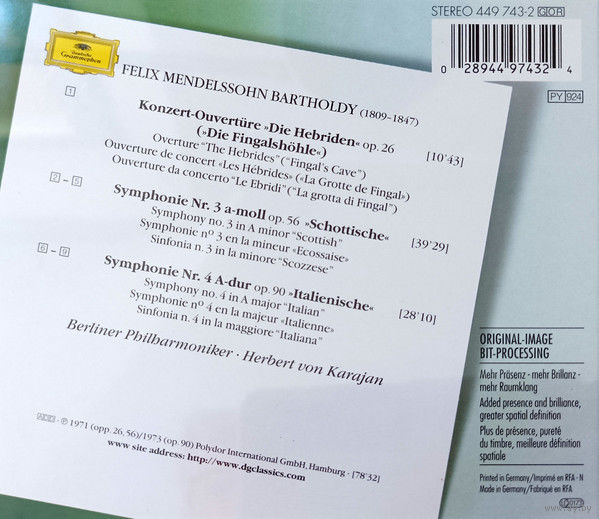 STEREO 449 743-2 GOR
0 28944 97432 4
PY 924
Deutsche
Grammophon
FELIX MENDELSSOHN BARTHOLDY (1809–1847)
1
Konzert-Ouvertüre »Die Hebriden« op. 26 [10'43]
(»Die Fingalshöhle«)
Overture "The Hebrides" ("Fingal's Cave")
Ouverture de concert «Les Hébrides» («La Grotte de Fingal»)
Ouverture da concerto "Le Ebridi" ("La grotta di Fingal")
2 – 5
Symphonie Nr. 3 a-moll op. 56 »Schottische« [39'29]
Symphony no. 3 in A minor "Scottish"
Symphonie nº 3 en la mineur «Ecossaise»
Sinfonia n. 3 in la minore "Scozzese"
6 – 9
Symphonie Nr. 4 A-dur op. 90 »Italienische« [28'10]
Symphony no. 4 in A major "Italian"
Symphonie nº 4 en la majeur «Italienne»
Sinfonia n. 4 in la maggiore "Italiana"
Berliner Philharmoniker · Herbert von Karajan
ADD · ℗ 1971 (opp. 26, 56)/1973 (op. 90) Polydor International GmbH, Hamburg · [78'32]
www site address: http://www.dgclassics.com
ORIGINAL-IMAGE
BIT-PROCESSING
Mehr Präsenz - mehr Brillanz -
mehr Raumklang
Added presence and brilliance,
greater spatial definition
Plus de présence, pureté
du timbre, meilleure définition
spatiale
Printed in Germany/Imprimé en RFA - N
Made in Germany/Fabriqué en RFA